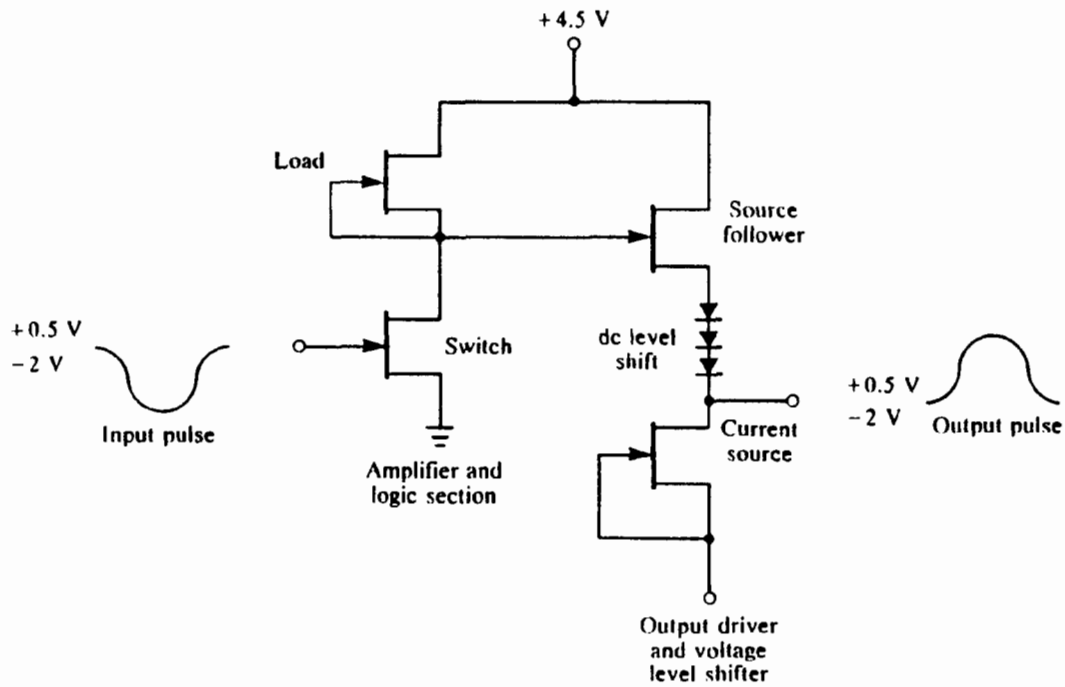 + 4.5 V
Load
Source
follower
+0.5 V
− 2 V
Switch
dc level
shift
+0.5 V
− 2 V
Input pulse
Current
source
Output pulse
Amplifier and
logic section
Output driver
and voltage
level shifter